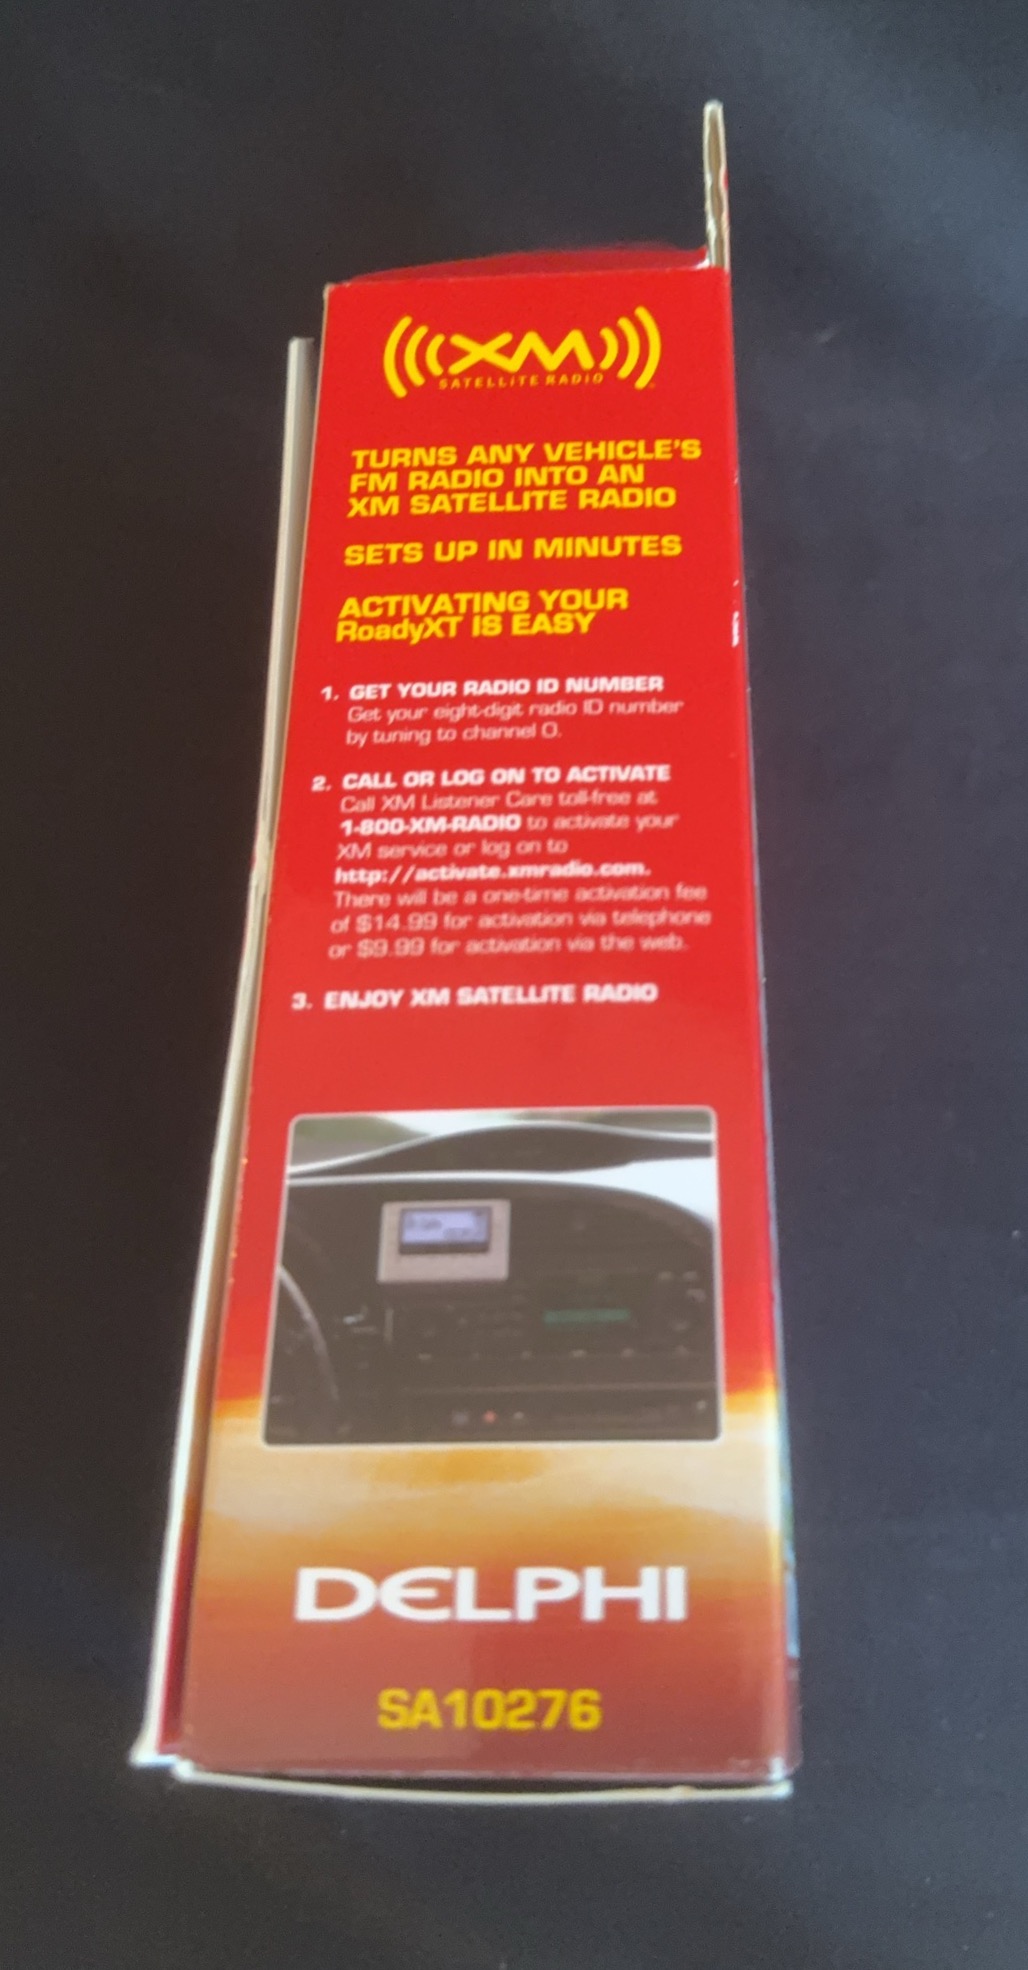 XM
SATELLITE RADIO
TURNS ANY VEHICLE'S
FM RADIO INTO AN
XM SATELLITE RADIO
SETS UP IN MINUTES
ACTIVATING YOUR
RoadyXT IS EASY
1. GET YOUR RADIO ID NUMBER
Get your eight-digit radio ID number
by tuning to channel 0.
2. CALL OR LOG ON TO ACTIVATE
Call XM Listener Care toll-free at
1-800-XM-RADIO to activate your
XM service or log on to
http://activate.xmradio.com.
There will be a one-time activation fee
of $14.99 for activation via telephone
or $9.99 for activation via the web.
3. ENJOY XM SATELLITE RADIO
DELPHI
SA10276